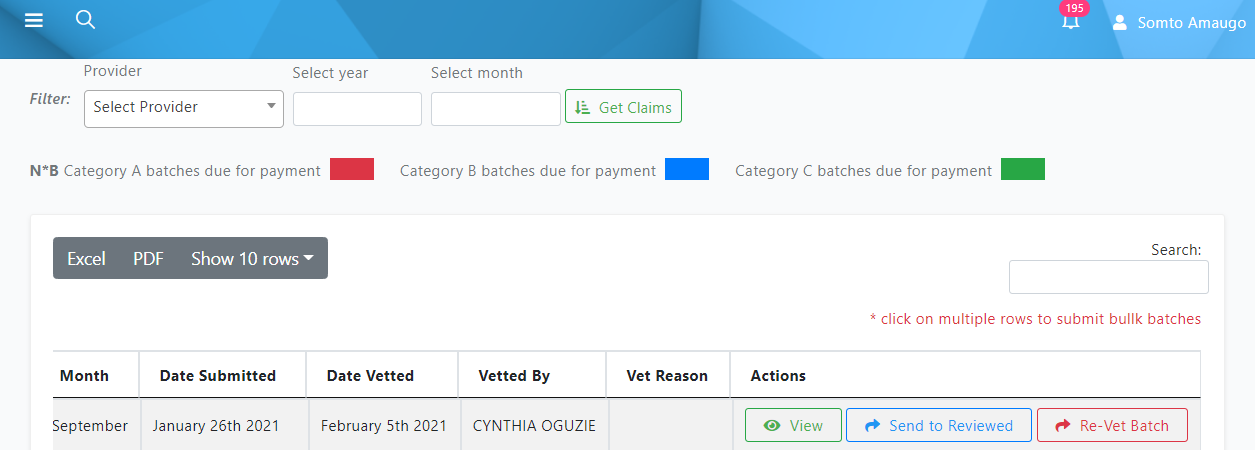 195
Somto Amaugo
Provider
Select year
Select month
Filter:
Select Provider
Get Claims
N*B Category A batches due for payment
Category B batches due for payment
Category C batches due for payment
Excel PDF Show 10 rows
Search:
* click on multiple rows to submit bullk batches
Month Date Submitted Date Vetted Vetted By Vet Reason Actions
September January 26th 2021 February 5th 2021 CYNTHIA OGUZIE View Send to Reviewed Re-Vet Batch